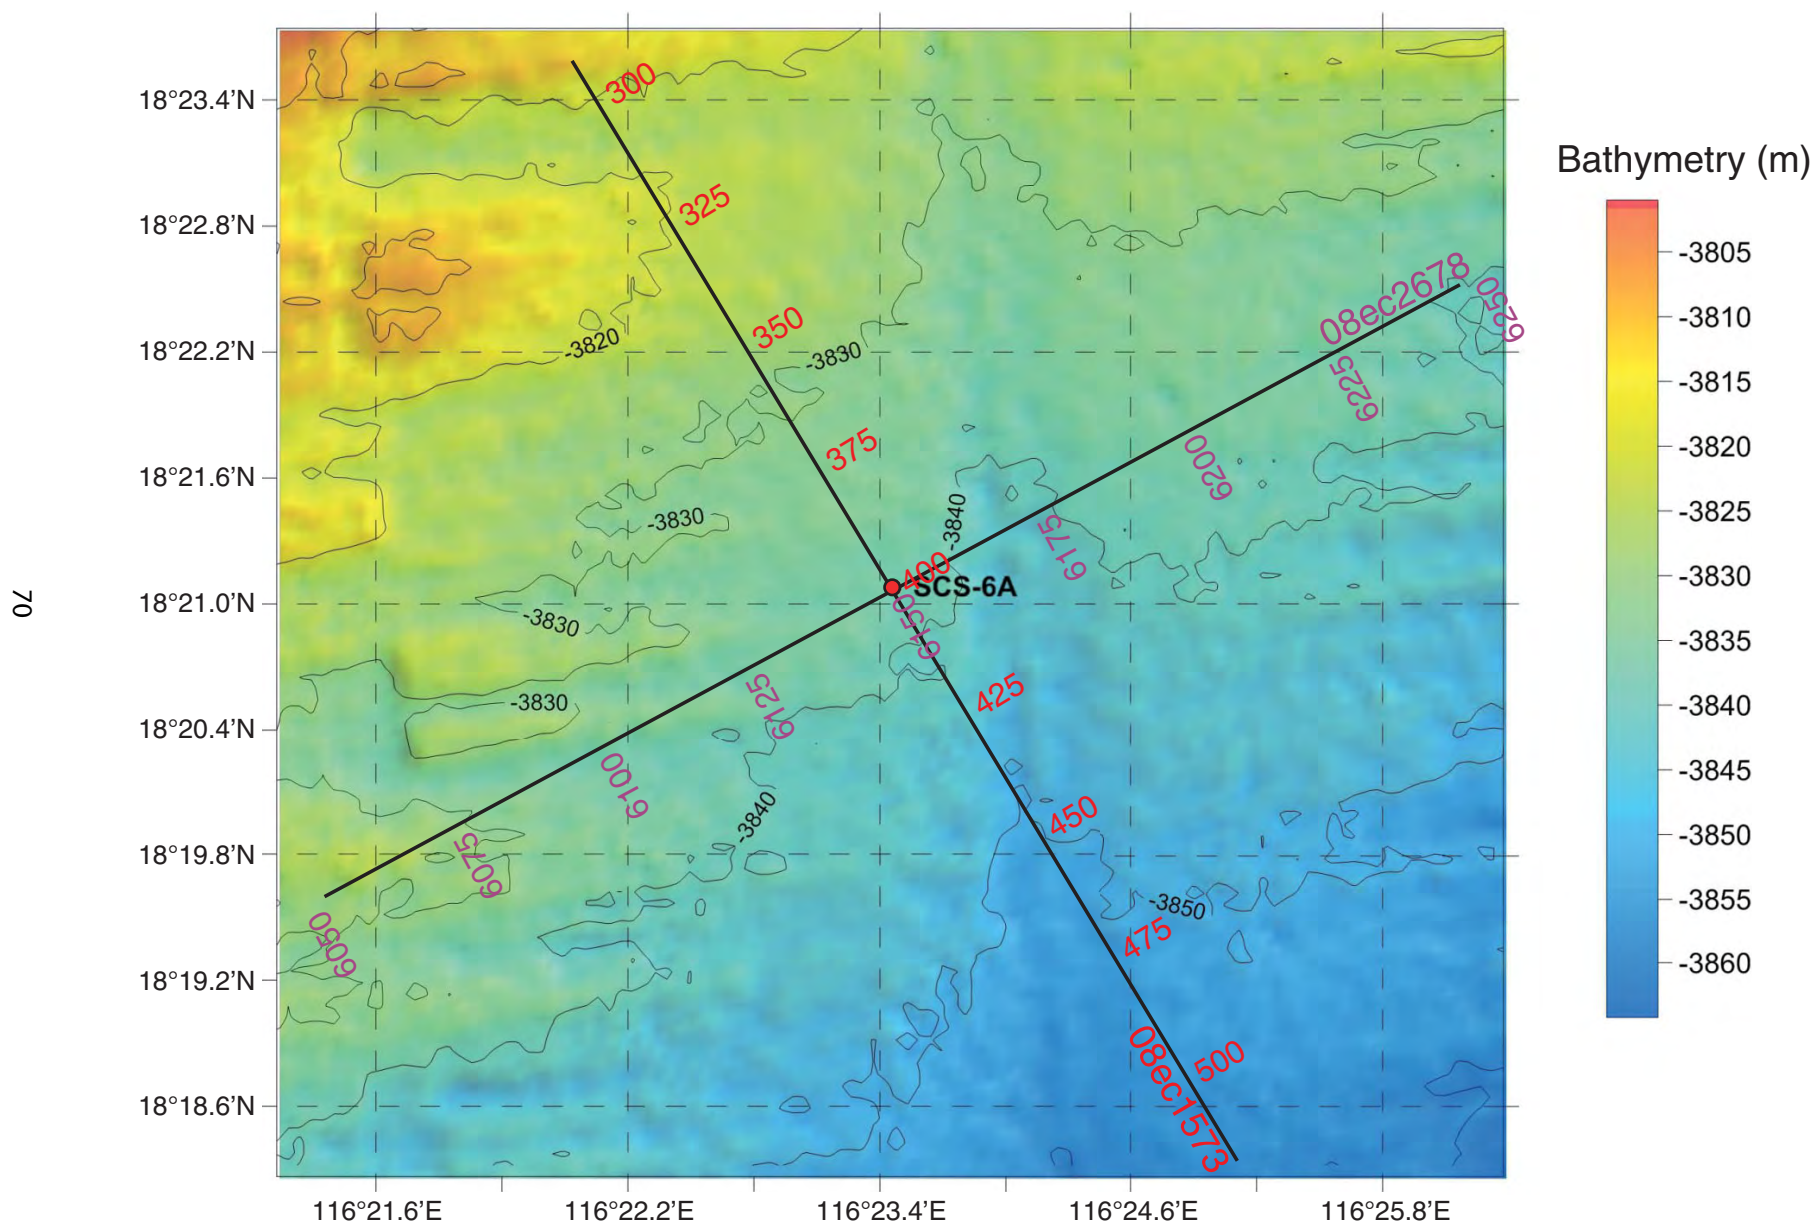 Bathymetry (m)
-3805
-3810
-3815
-3820
-3825
-3830
-3835
-3840
-3845
-3850
-3855
-3860
18°23.4'N
18°22.8'N
18°22.2'N
18°21.6'N
18°21.0'N
18°20.4'N
18°19.8'N
18°19.2'N
18°18.6'N
116°21.6'E
116°22.2'E
116°23.4'E
116°24.6'E
116°25.8'E
300
325
350
375
400
425
450
475
500
08ec1573
08ec2678
6250
6225
6200
6175
6150
6125
6100
6075
6050
SCS-6A
-3820
-3830
-3830
-3840
-3830
-3830
-3840
-3850
70